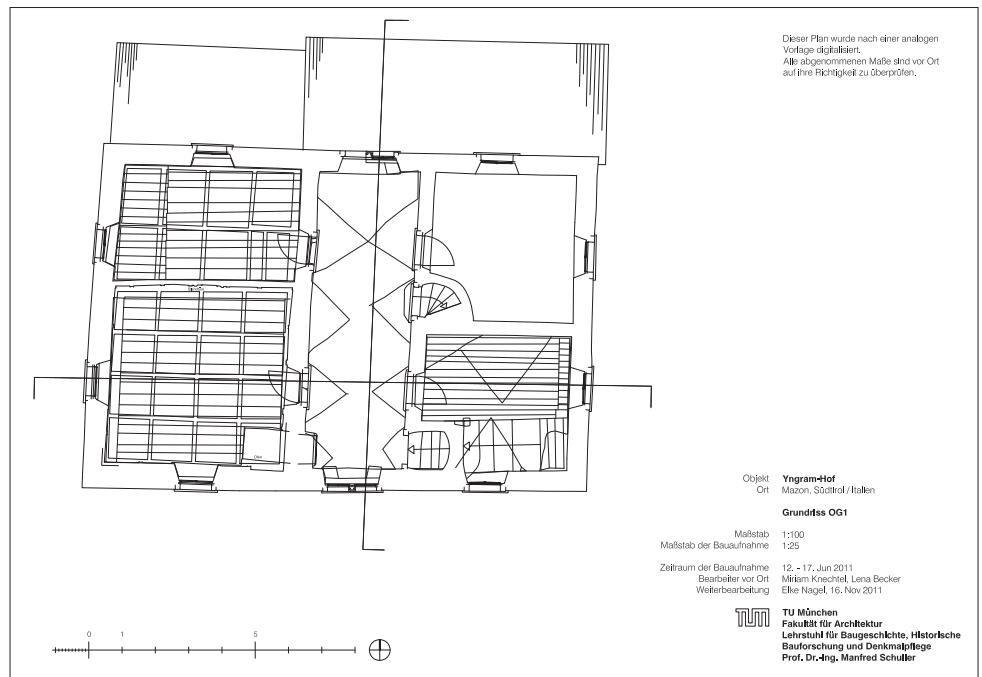 Dieser Plan wurde nach einer analogen
Vorlage digitalisiert.
Alle abgenommenen Maße sind vor Ort
auf ihre Richtigkeit zu überprüfen.
Ofen
Objekt Yngram-Hof
Ort Mazon, Südtirol / Italien
Grundriss OG1
Maßstab 1:100
Maßstab der Bauaufnahme 1:25
Zeitraum der Bauaufnahme 12. - 17. Jun 2011
Bearbeiter vor Ort Miriam Knechtel, Lena Becker
Weiterbearbeitung Elke Nagel, 16. Nov 2011
TUM
TU München
Fakultät für Architektur
Lehrstuhl für Baugeschichte, Historische
Bauforschung und Denkmalpflege
Prof. Dr.-Ing. Manfred Schuller
0 1 5